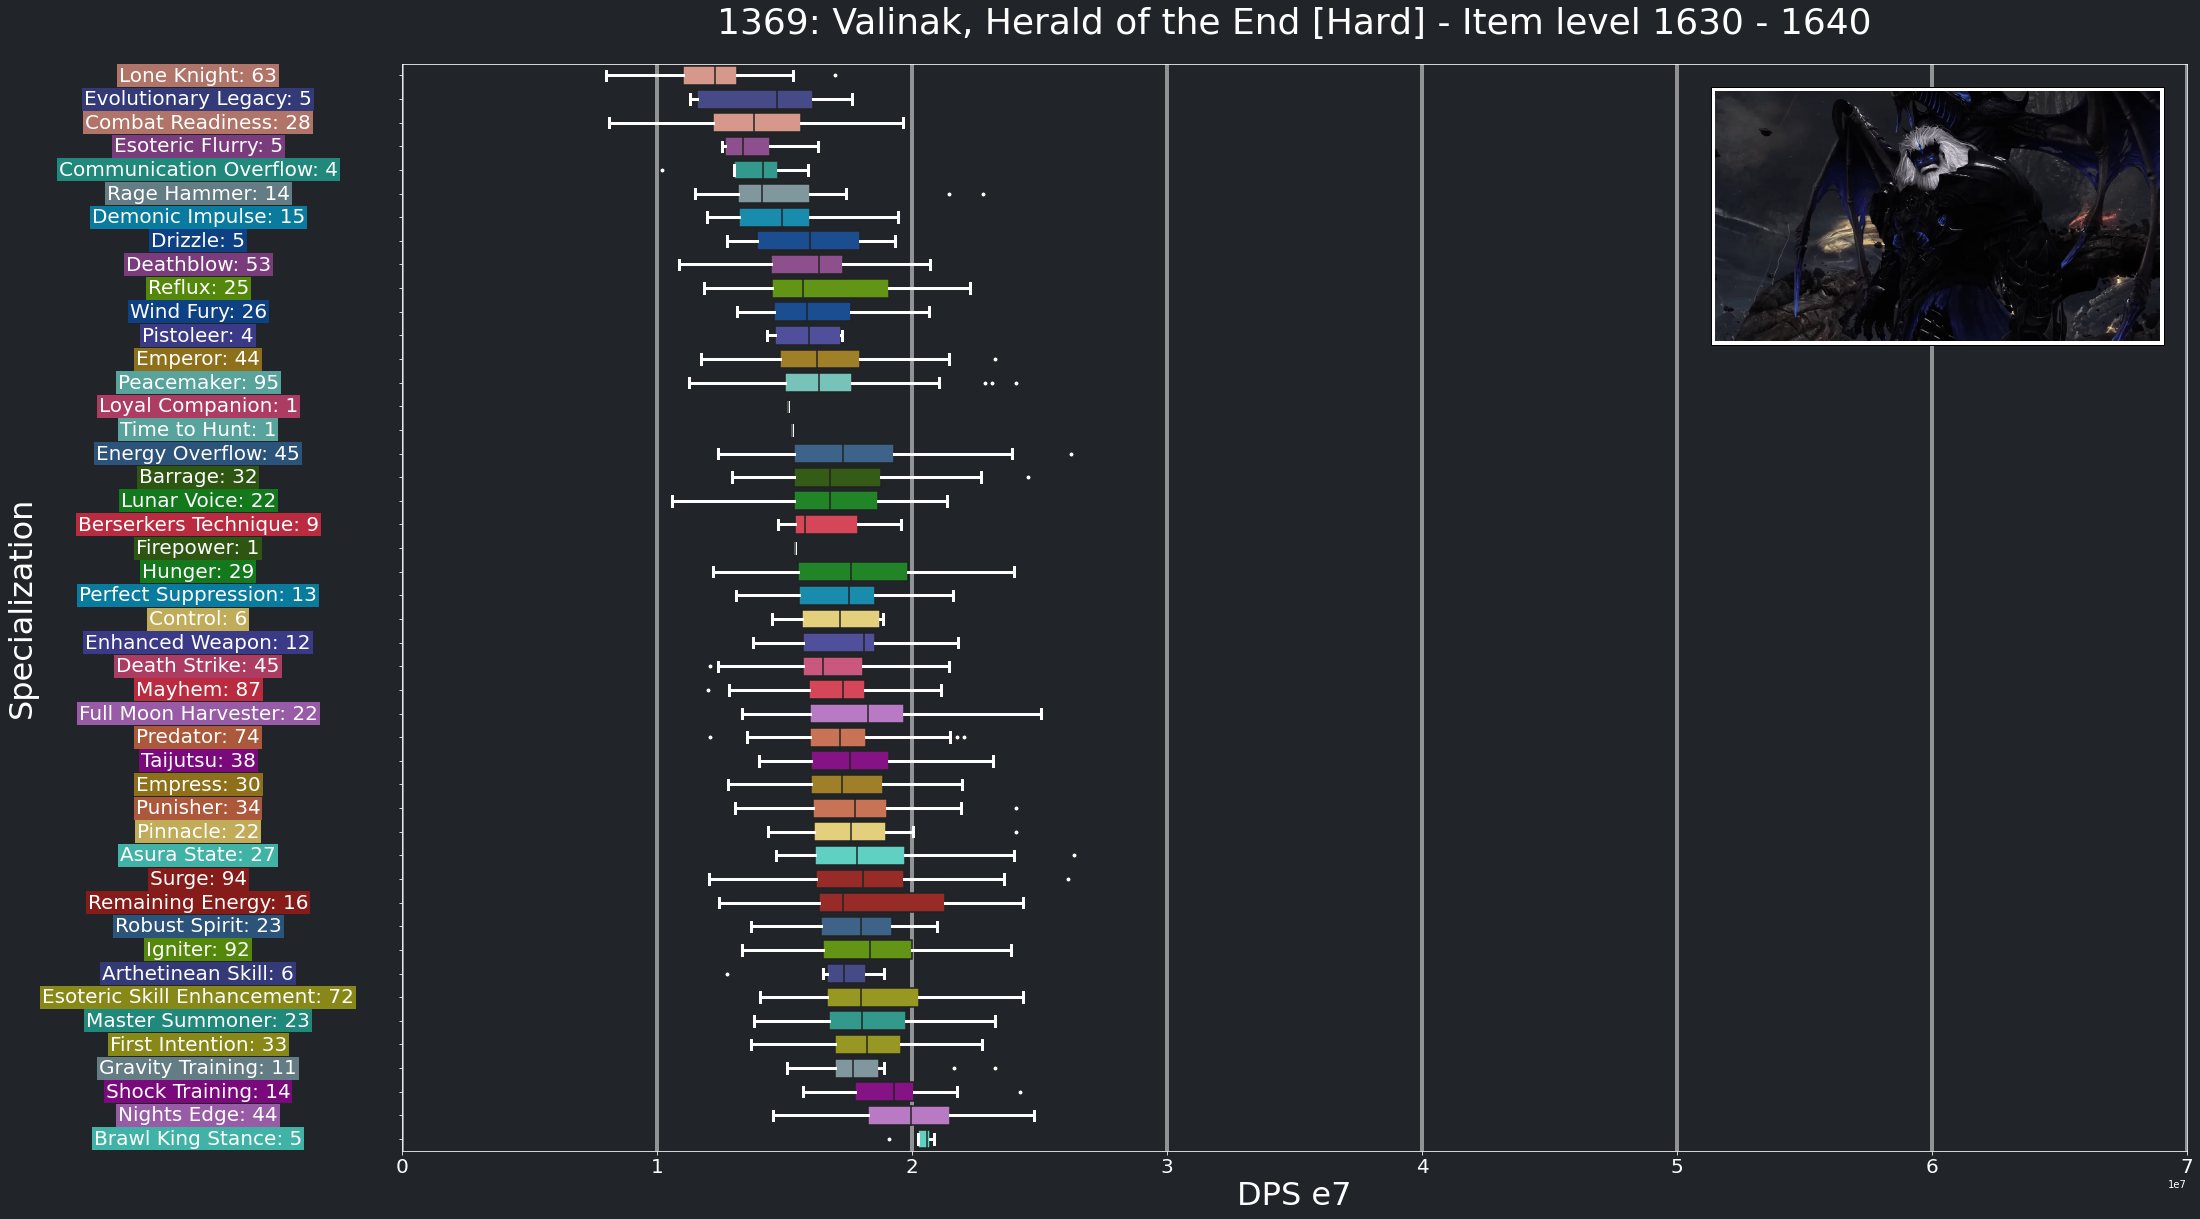 1369: Valinak, Herald of the End [Hard] - Item level 1630 - 1640
Specialization
Lone Knight: 63
Evolutionary Legacy: 5
Combat Readiness: 28
Esoteric Flurry: 5
Communication Overflow: 4
Rage Hammer: 14
Demonic Impulse: 15
Drizzle: 5
Deathblow: 53
Reflux: 25
Wind Fury: 26
Pistoleer: 4
Emperor: 44
Peacemaker: 95
Loyal Companion: 1
Time to Hunt: 1
Energy Overflow: 45
Barrage: 32
Lunar Voice: 22
Berserkers Technique: 9
Firepower: 1
Hunger: 29
Perfect Suppression: 13
Control: 6
Enhanced Weapon: 12
Death Strike: 45
Mayhem: 87
Full Moon Harvester: 22
Predator: 74
Taijutsu: 38
Empress: 30
Punisher: 34
Pinnacle: 22
Asura State: 27
Surge: 94
Remaining Energy: 16
Robust Spirit: 23
Igniter: 92
Arthetinean Skill: 6
Esoteric Skill Enhancement: 72
Master Summoner: 23
First Intention: 33
Gravity Training: 11
Shock Training: 14
Nights Edge: 44
Brawl King Stance: 5
0 1 2 3 4 5 6 7
1e7
DPS e7